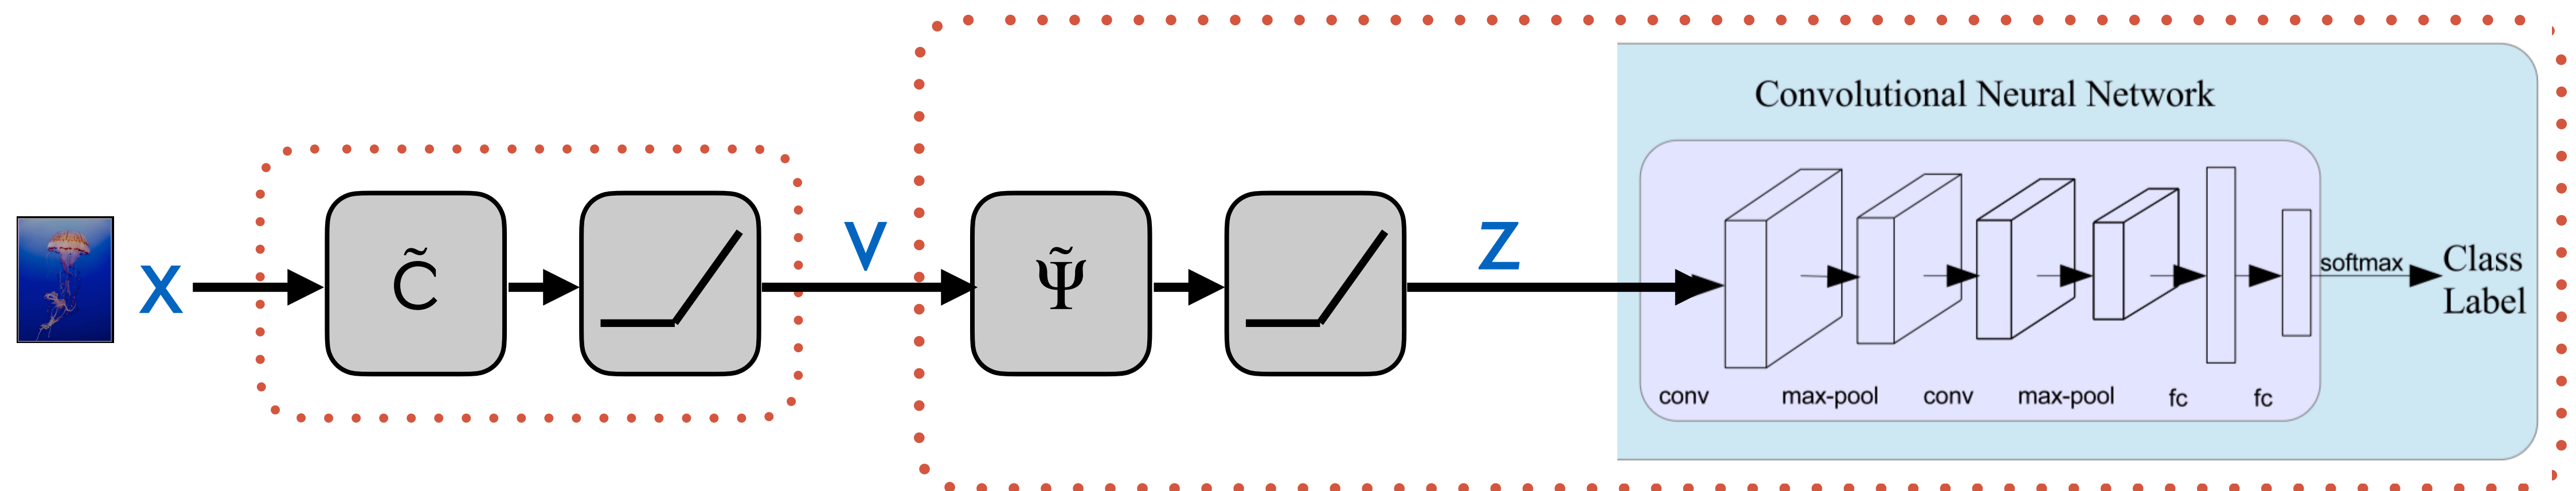 X
C̃
V
Ψ̃
Z
Convolutional Neural Network
conv
max-pool
conv
max-pool
fc
fc
softmax
Class
Label